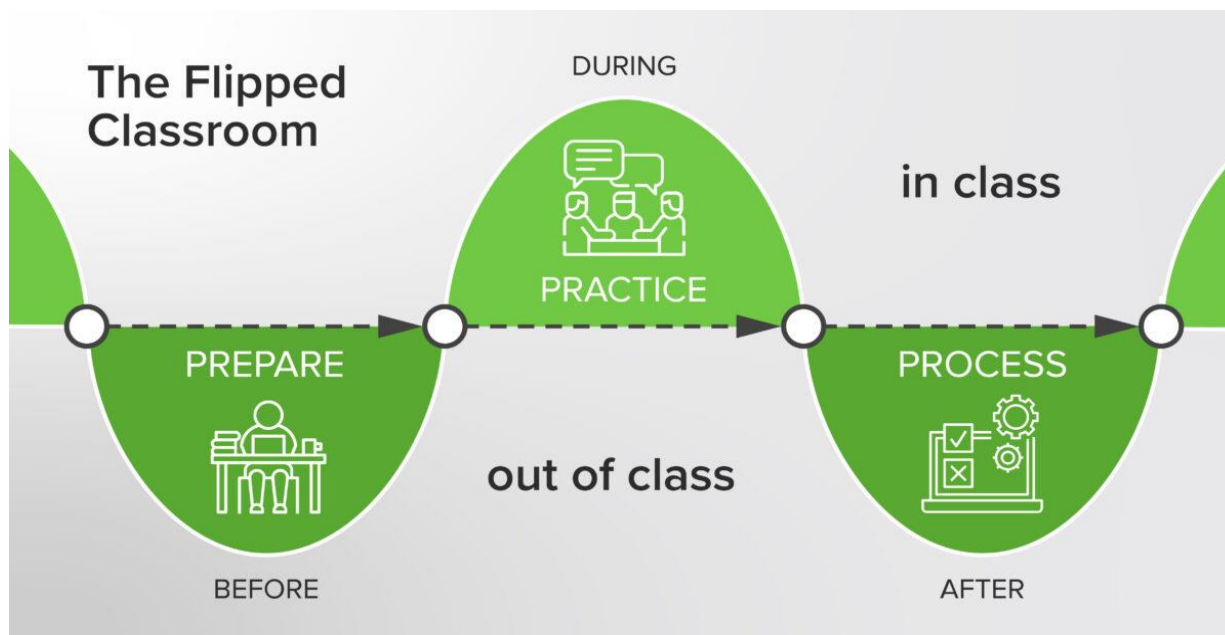 The Flipped
Classroom
DURING
in class
PRACTICE
PREPARE
PROCESS
out of class
BEFORE
AFTER